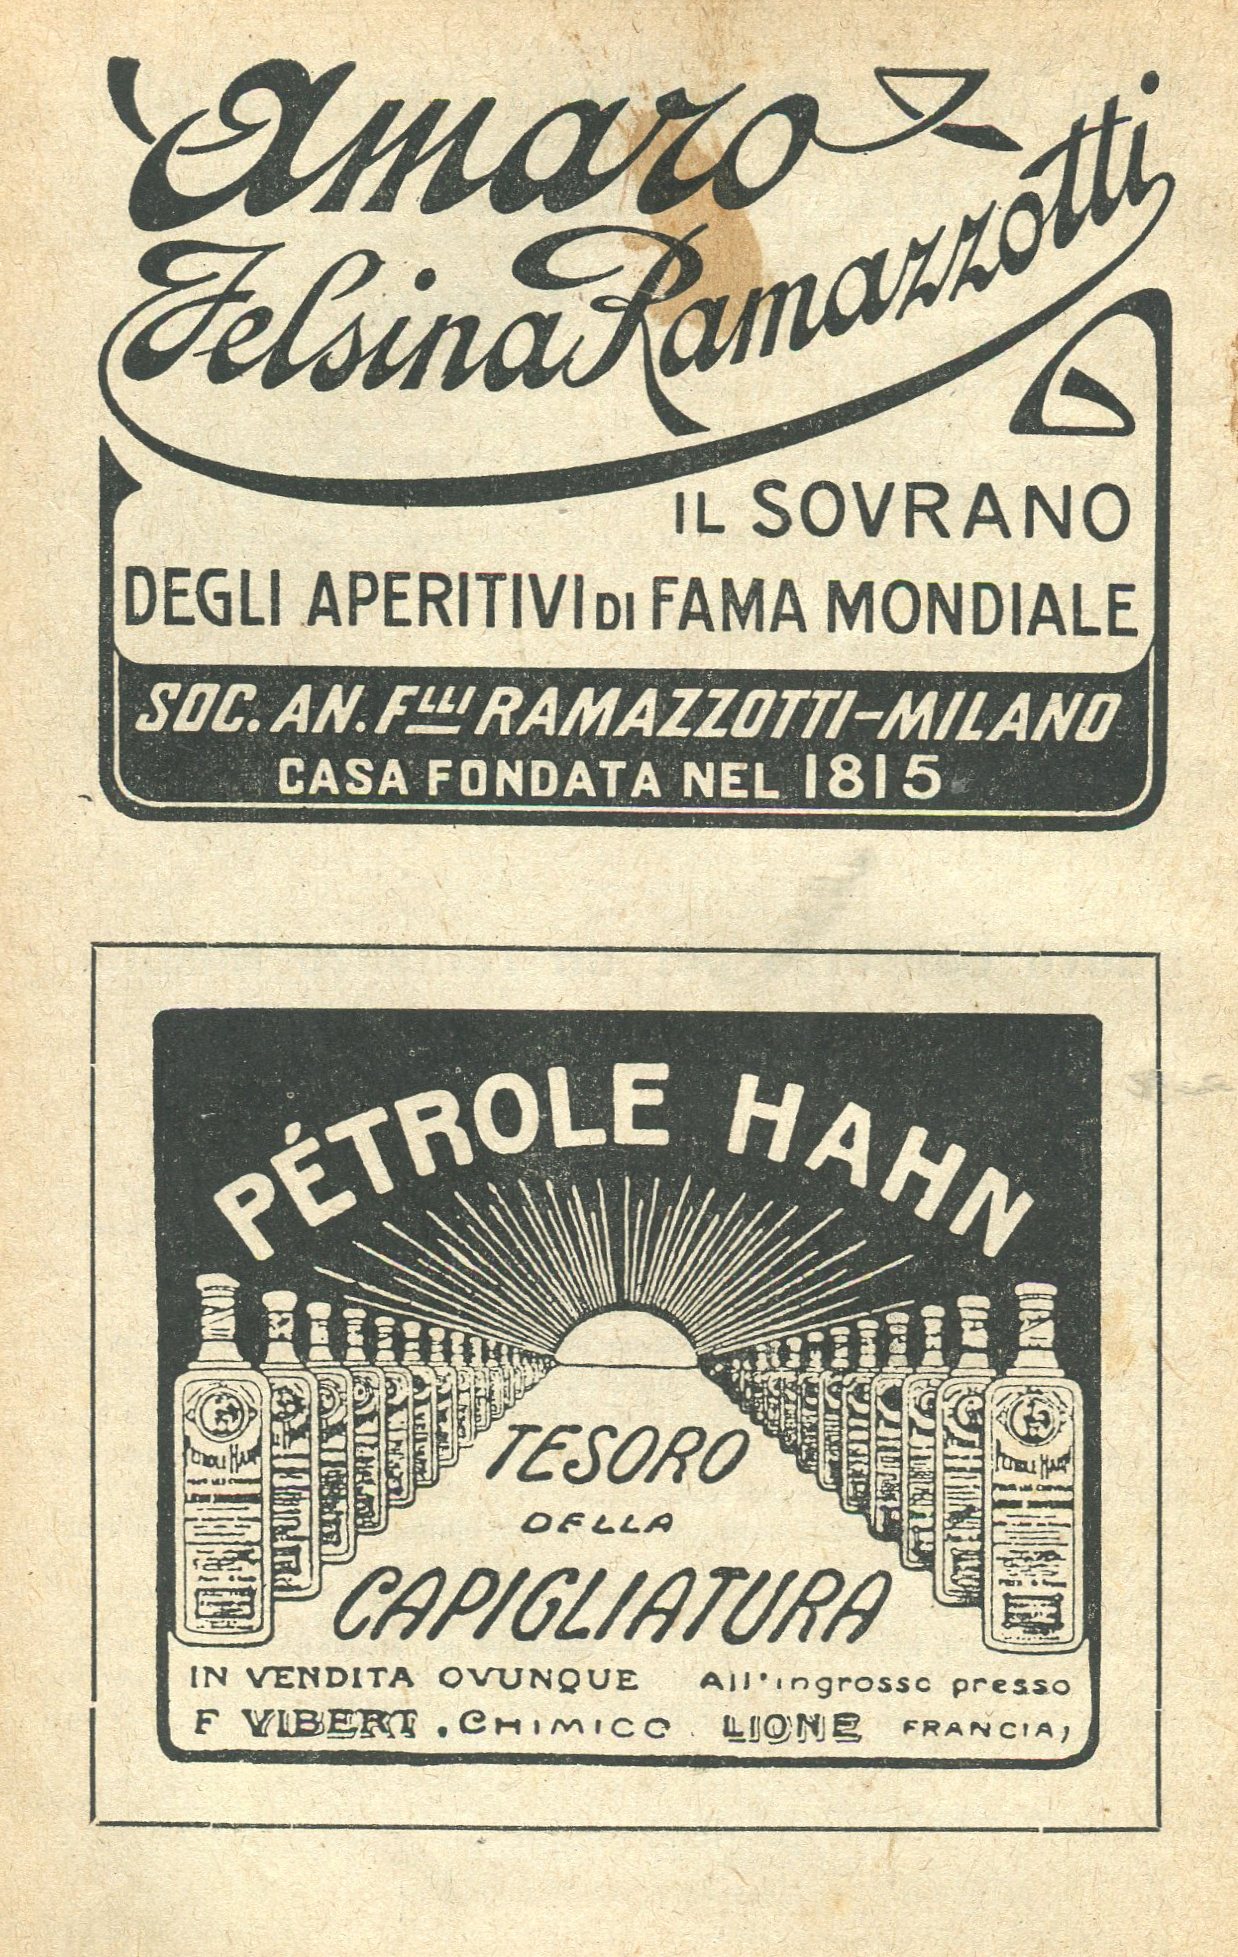 Amaro
Felsina Ramazzotti
IL SOVRANO
DEGLI APERITIVI DI FAMA MONDIALE
SOC. AN. FLLI RAMAZZOTTI-MILANO
CASA FONDATA NEL 1815
PÉTROLE HAHN
TESORO
DELLA
CAPIGLIATURA
IN VENDITA OVUNQUE All'ingrosso presso
F VIBERT. CHIMICO LIONE FRANCIA)